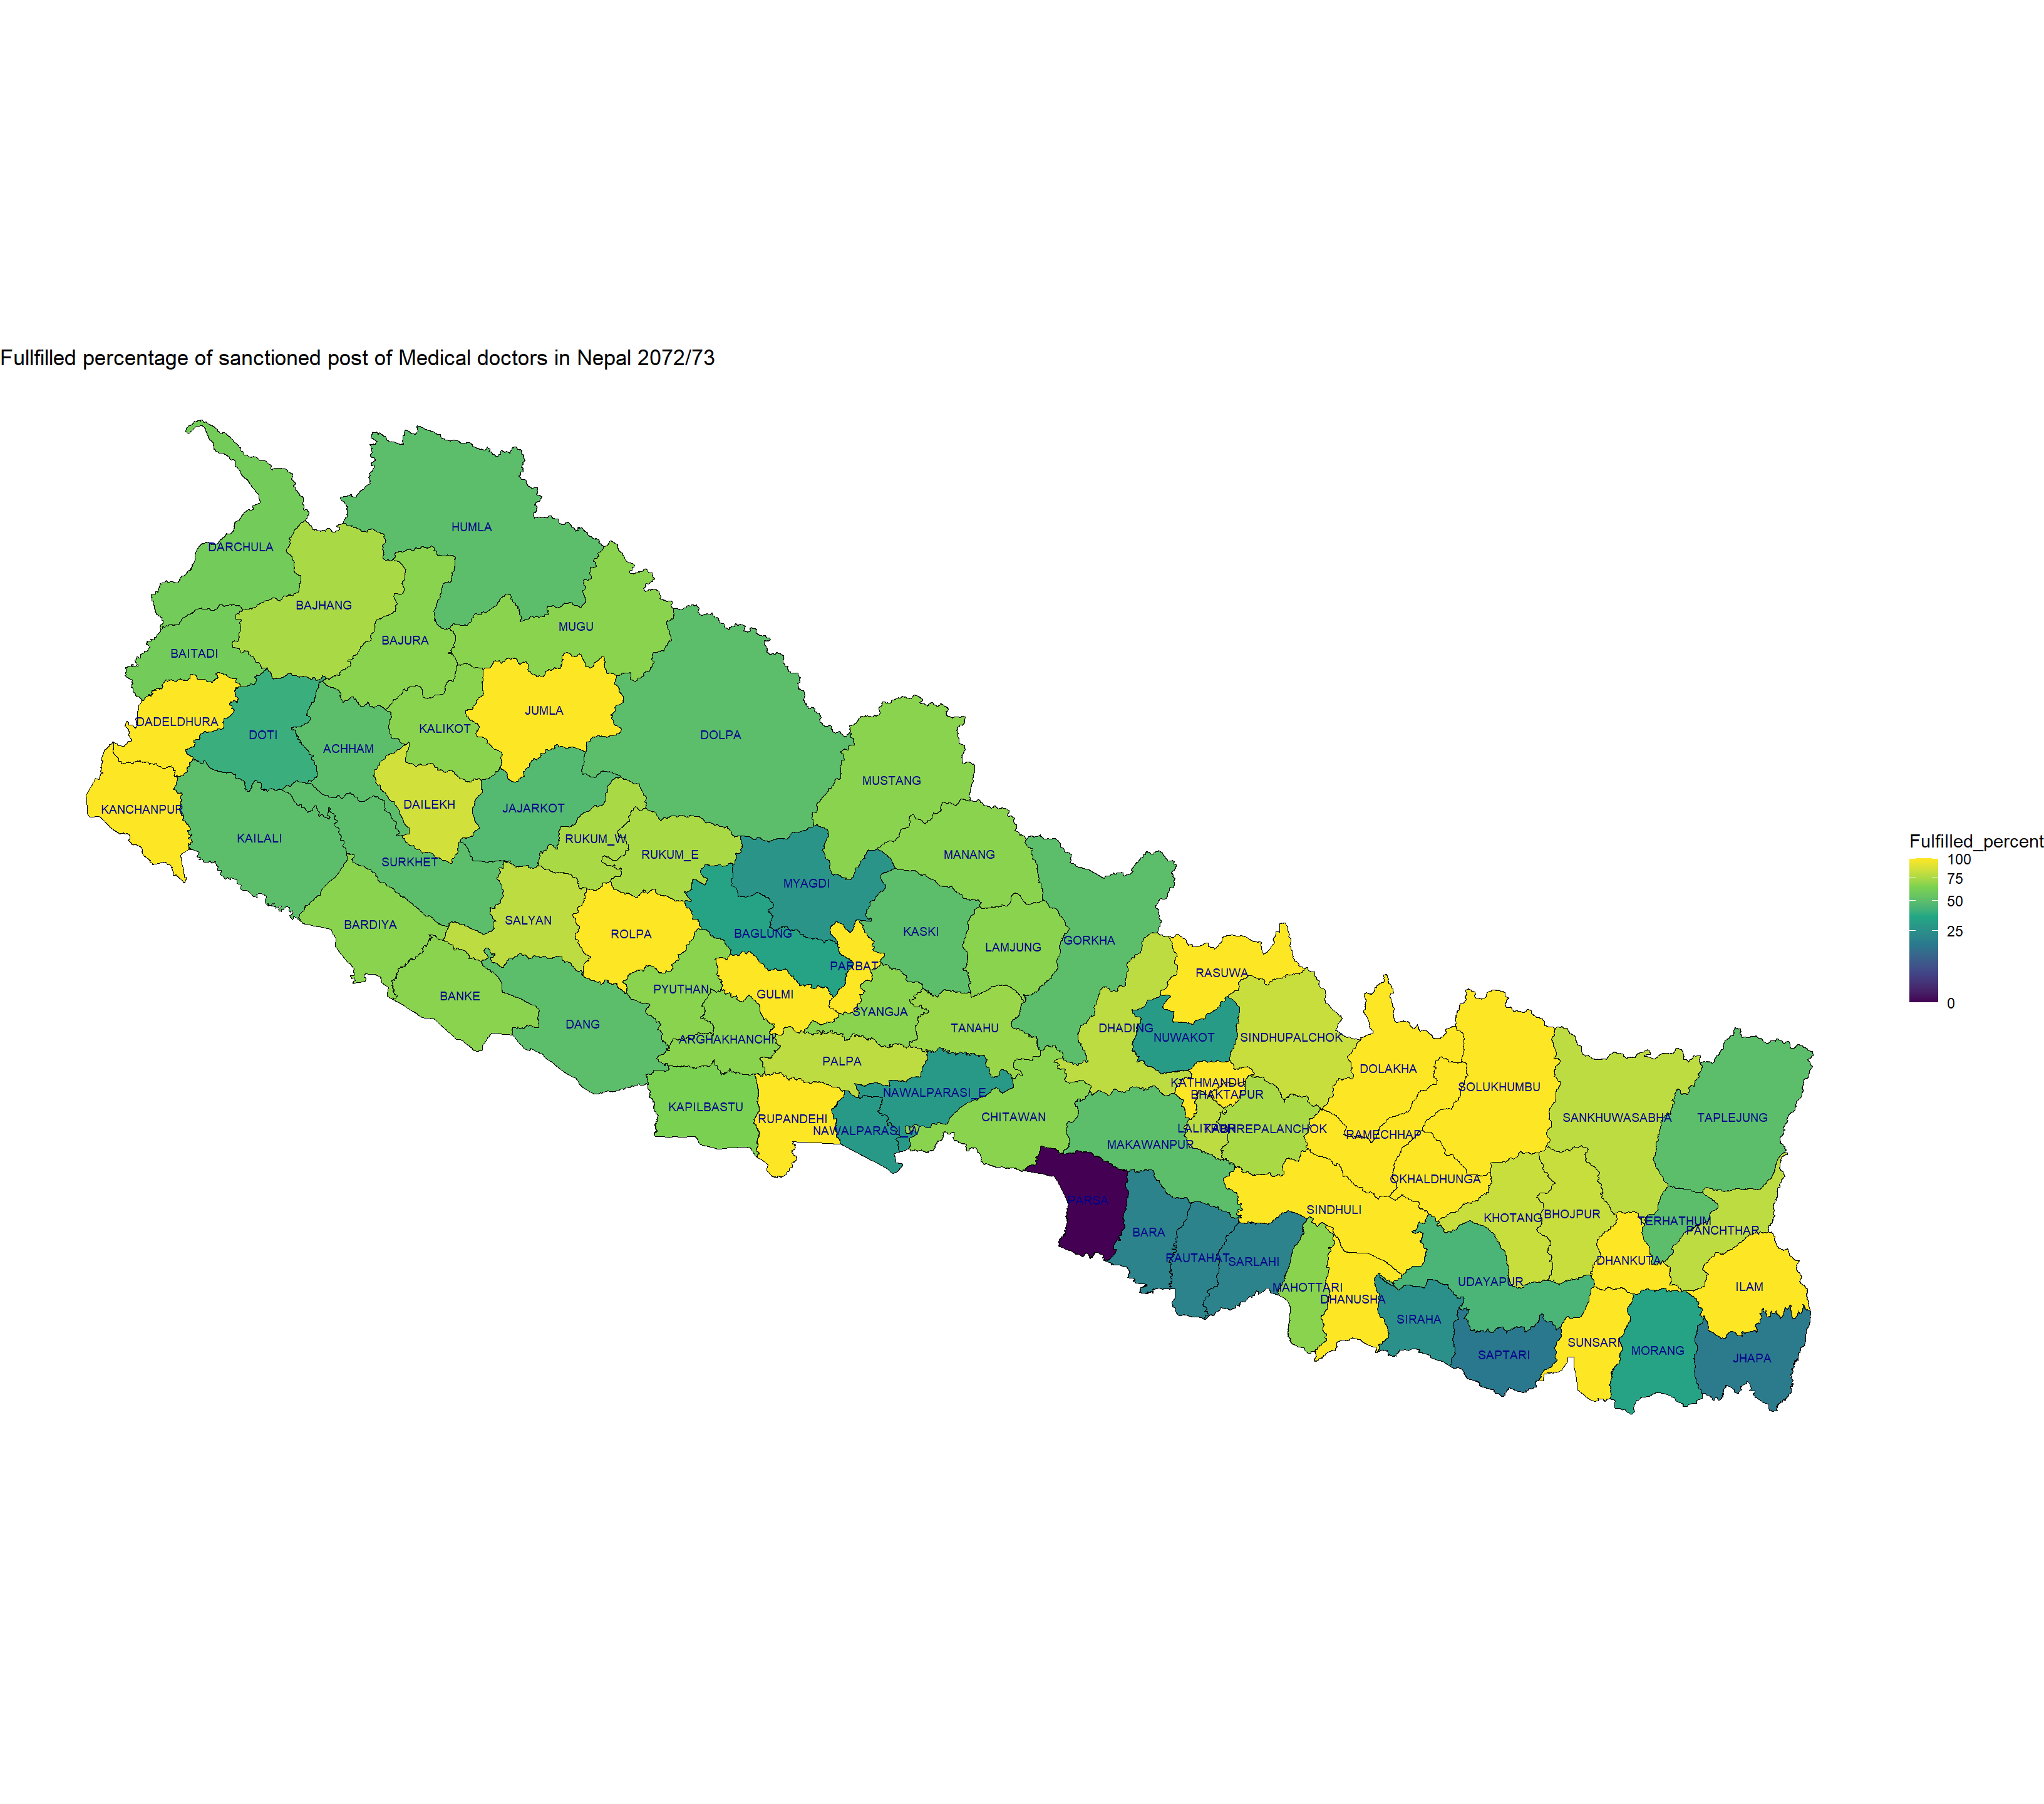 Fullfilled percentage of sanctioned post of Medical doctors in Nepal 2072/73
HUMLA
DARCHULA
BAJHANG
MUGU
BAJURA
BAITADI
JUMLA
DADELDHURA
KALIKOT
DOTI
DOLPA
ACHHAM
MUSTANG
DAILEKH
JAJARKOT
KANCHANPUR
KAILALI
RUKUM_W
RUKUM_E
MANANG
SURKHET
MYAGDI
SALYAN
BARDIYA
KASKI
ROLPA
BAGLUNG
GORKHA
LAMJUNG
PARBAT
RASUWA
PYUTHAN
GULMI
BANKE
SYANGJA
DANG
TANAHU
DHADING
NUWAKOT
SINDHUPALCHOK
ARGHAKHANCHI
PALPA
DOLAKHA
KATHMANDU
SOLUKHUMBU
NAWALPARASI_E
BHAKTAPUR
KAPILBASTU
CHITAWAN
RUPANDEHI
SANKHUWASABHA
TAPLEJUNG
LALITPUR
KABHREPALANCHOK
NAWALPARASI_W
RAMECHHAP
MAKAWANPUR
OKHALDHUNGA
PARSA
SINDHULI
BHOJPUR
KHOTANG
TERHATHUM
PANCHTHAR
BARA
RAUTAHAT
SARLAHI
DHANKUTA
UDAYAPUR
MAHOTTARI
ILAM
DHANUSHA
SIRAHA
SUNSARI
MORANG
SAPTARI
JHAPA
Fulfilled_percent
100
75
50
25
0